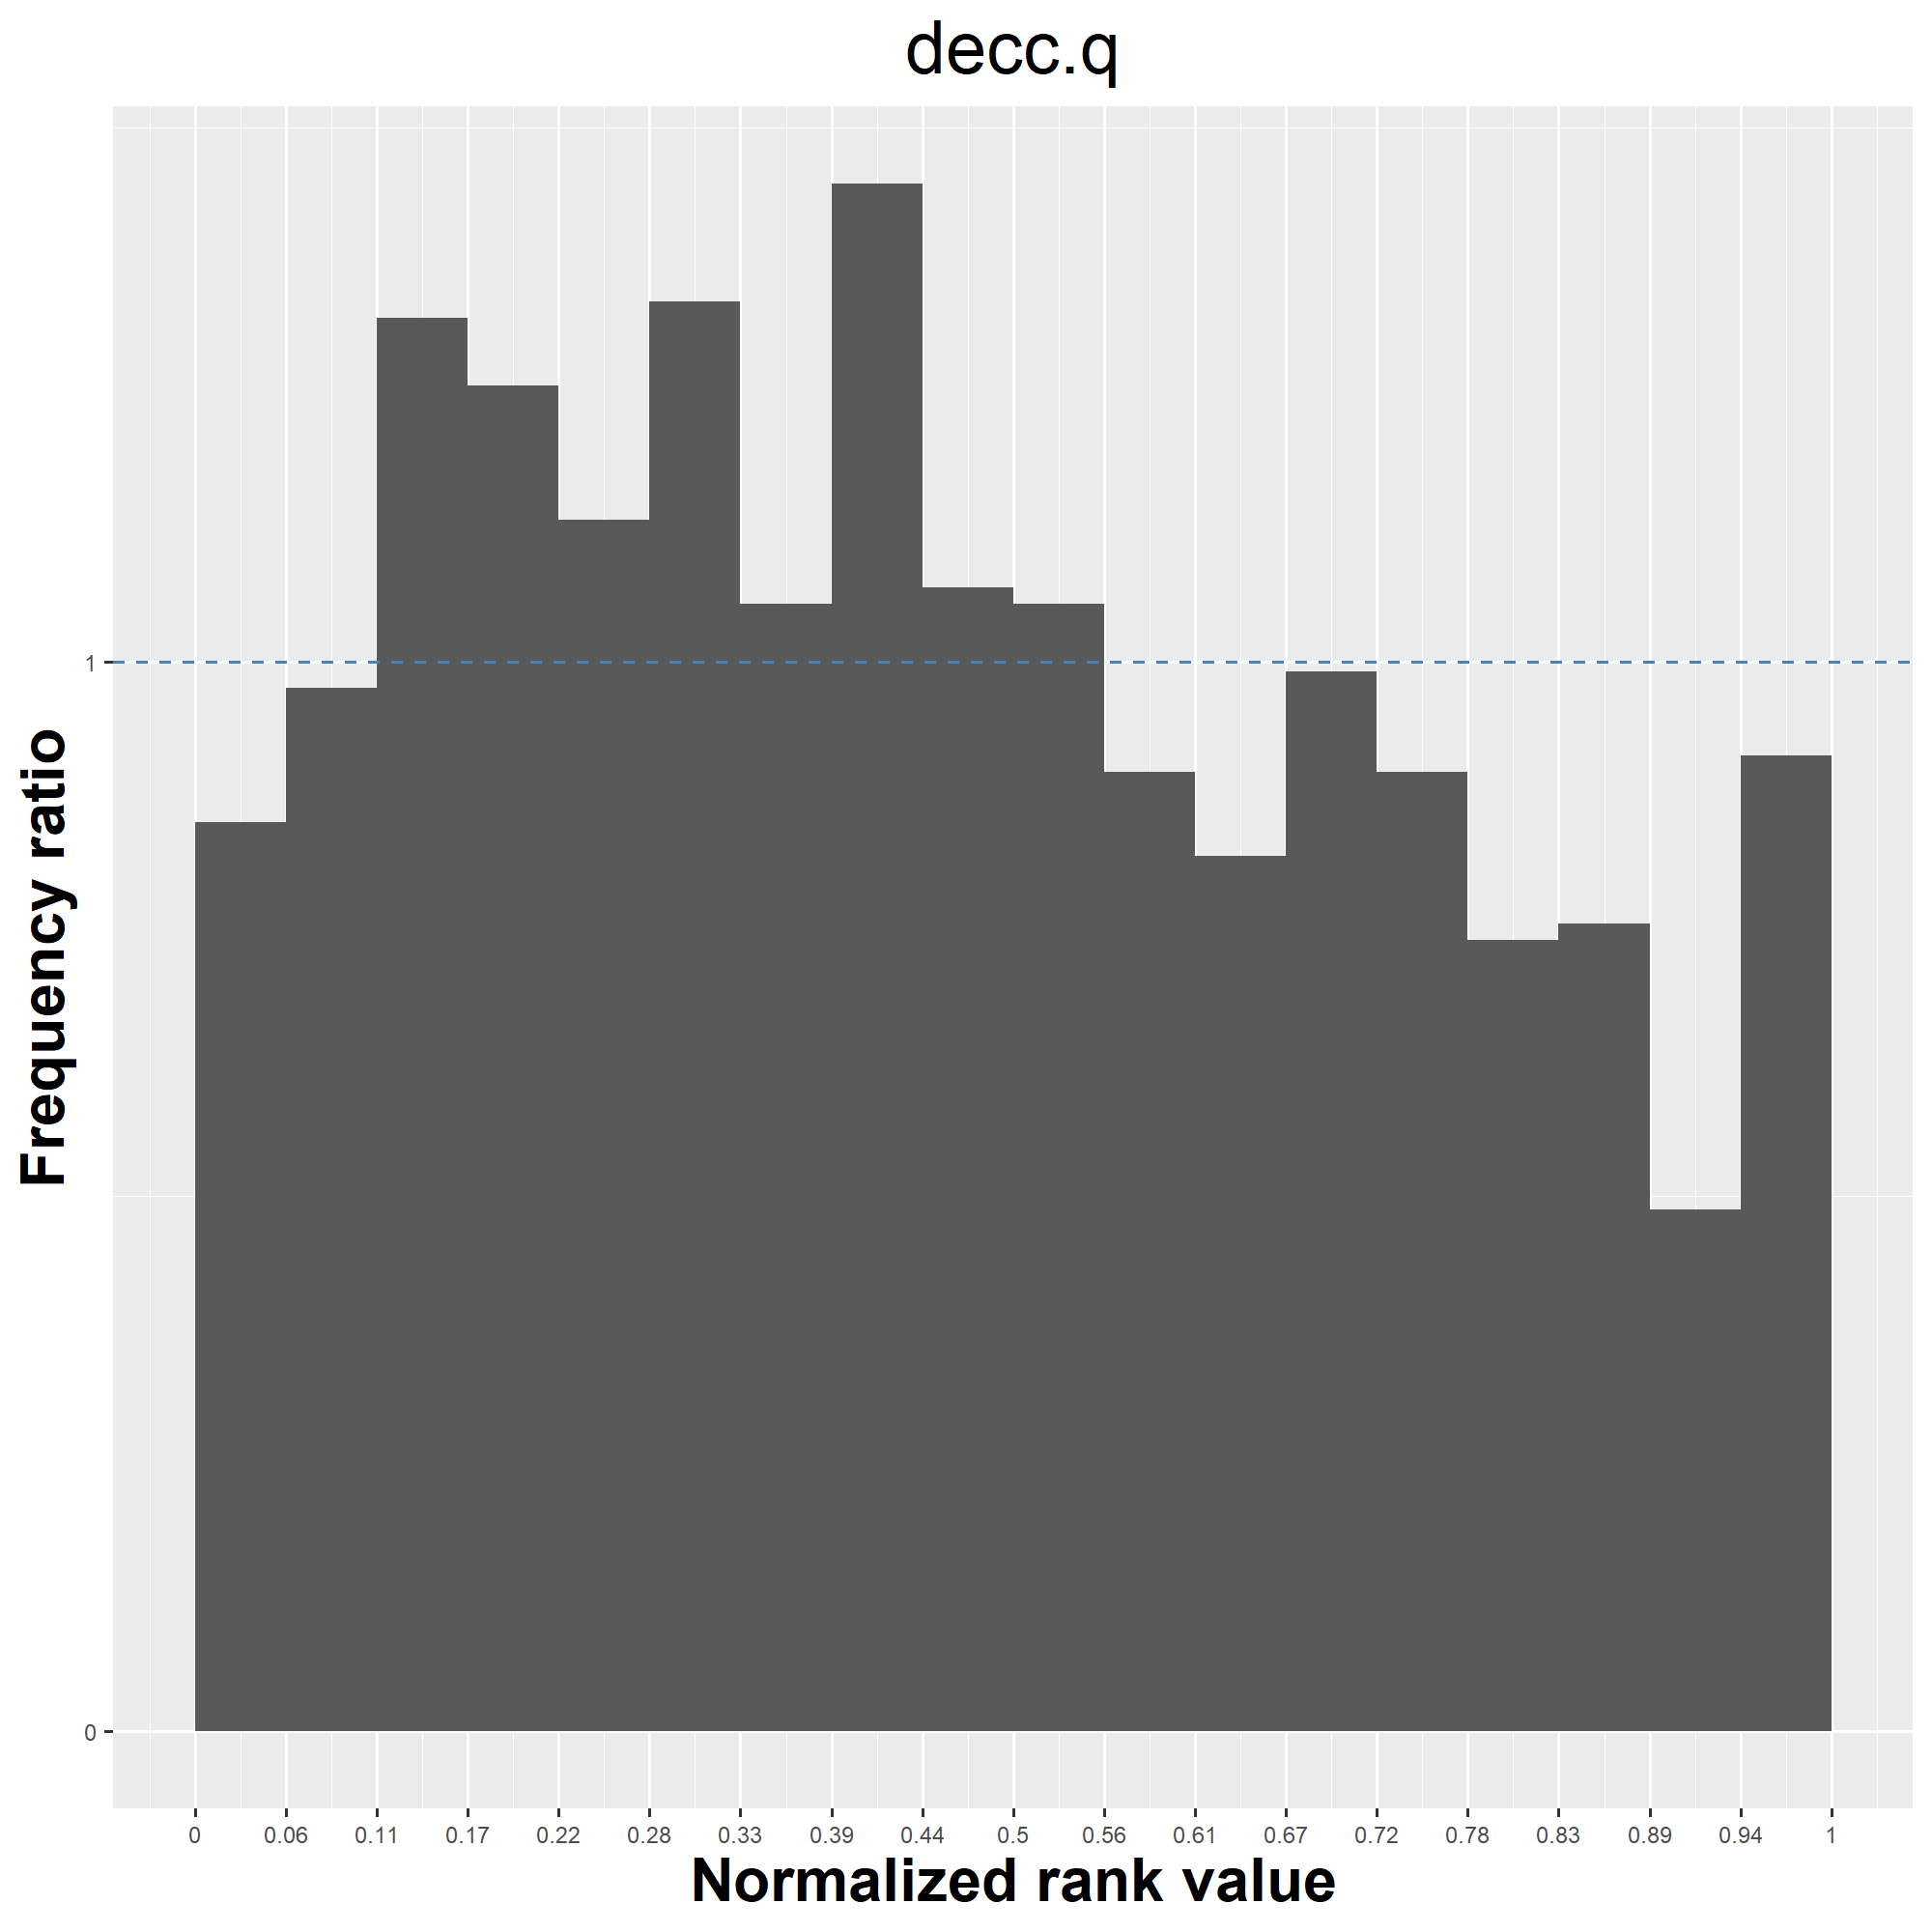 decc.q
Frequency ratio
1
0
0 0.06 0.11 0.17 0.22 0.28 0.33 0.39 0.44 0.5 0.56 0.61 0.67 0.72 0.78 0.83 0.89 0.94 1
Normalized rank value